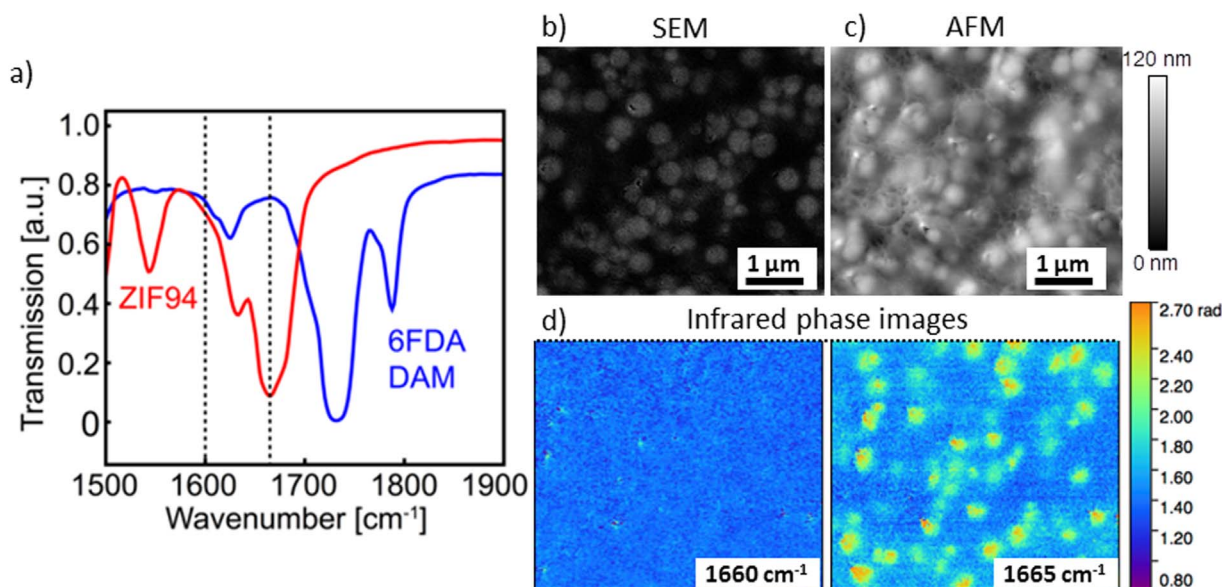 a)
1.0
0.8
0.6
0.4
0.2
0
Transmission [a.u.]
ZIF94
6FDA
DAM
1500 1600 1700 1800 1900
Wavenumber [cm-1]
b) SEM
1 μm
c) AFM
1 μm
120 nm
0 nm
d) Infrared phase images
1660 cm-1
1665 cm-1
2.70 rad
2.40
2.20
2.00
1.80
1.60
1.40
1.20
1.00
0.80